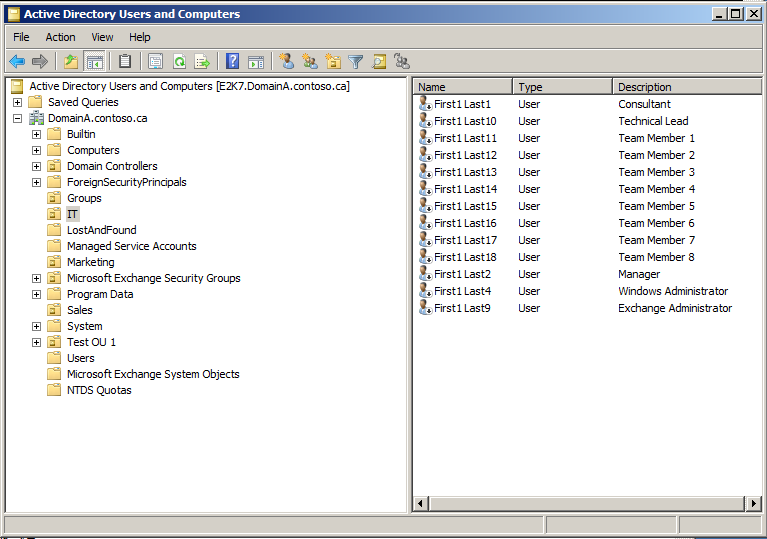 Active Directory Users and Computers
File Action View Help
Active Directory Users and Computers [E2K7.DomainA.contoso.ca]
Saved Queries
DomainA.contoso.ca
Builtin
Computers
Domain Controllers
ForeignSecurityPrincipals
Groups
IT
LostAndFound
Managed Service Accounts
Marketing
Microsoft Exchange Security Groups
Program Data
Sales
System
Test OU 1
Users
Microsoft Exchange System Objects
NTDS Quotas
Name Type Description
First1 Last1 User Consultant
First1 Last10 User Technical Lead
First1 Last11 User Team Member 1
First1 Last12 User Team Member 2
First1 Last13 User Team Member 3
First1 Last14 User Team Member 4
First1 Last15 User Team Member 5
First1 Last16 User Team Member 6
First1 Last17 User Team Member 7
First1 Last18 User Team Member 8
First1 Last2 User Manager
First1 Last4 User Windows Administrator
First1 Last9 User Exchange Administrator